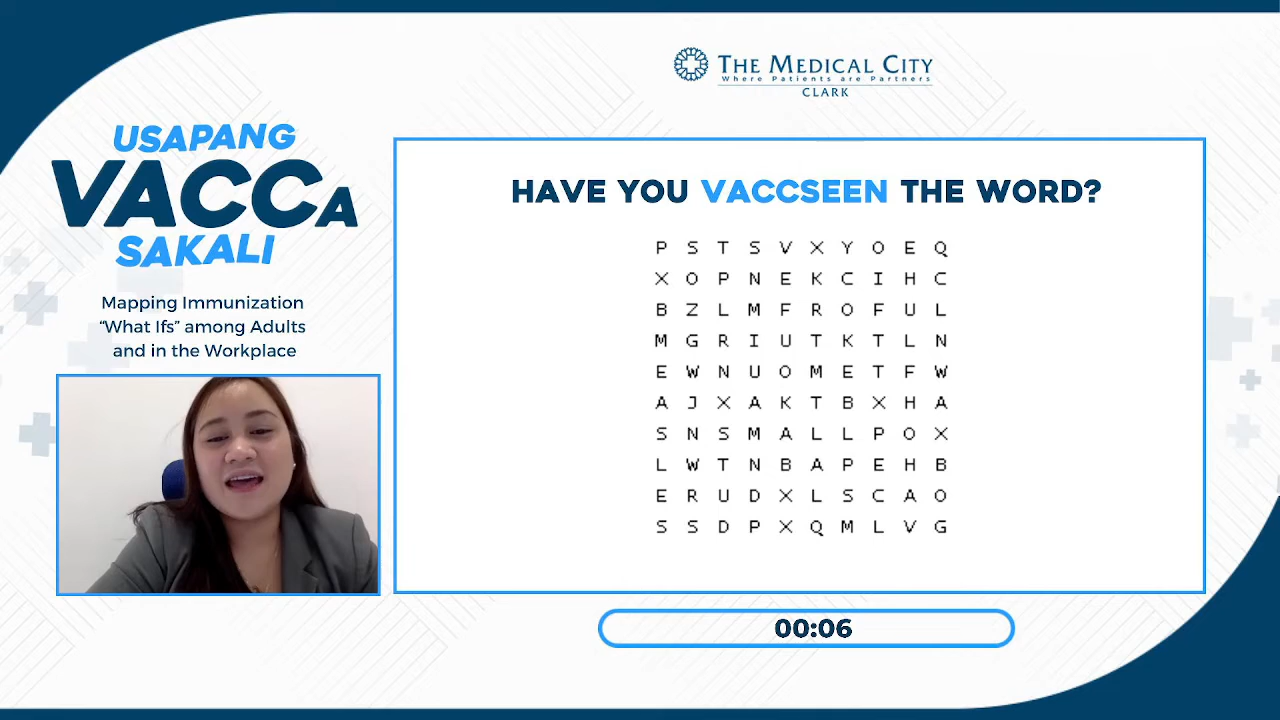 THE MEDICAL CITY
Where Patients are Partners
CLARK
USAPANG
VACCA
SAKALI
Mapping Immunization
“What Ifs” among Adults
and in the Workplace
HAVE YOU VACCSEEN THE WORD?
P S T S V X Y O E Q
X O P N E K C I H C
B Z L M F R O F U L
M G R I U T K T L N
E W N U O M E T F W
A J X A K T B X H A
S N S M A L L P O X
L W T N B A P E H B
E R U D X L S C A O
S S D P X Q M L V G
00:06